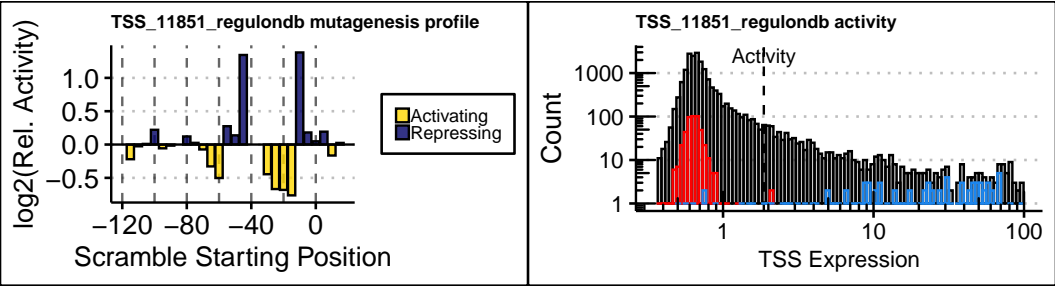 TSS_11851_regulondb mutagenesis profile
log2(Rel. Activity)
1.0
0.5
0.0
−0.5
−120 −80 −40 0
Scramble Starting Position
Activating
Repressing
TSS_11851_regulondb activity
Activity
Count
1000
100
10
1
1 10 100
TSS Expression